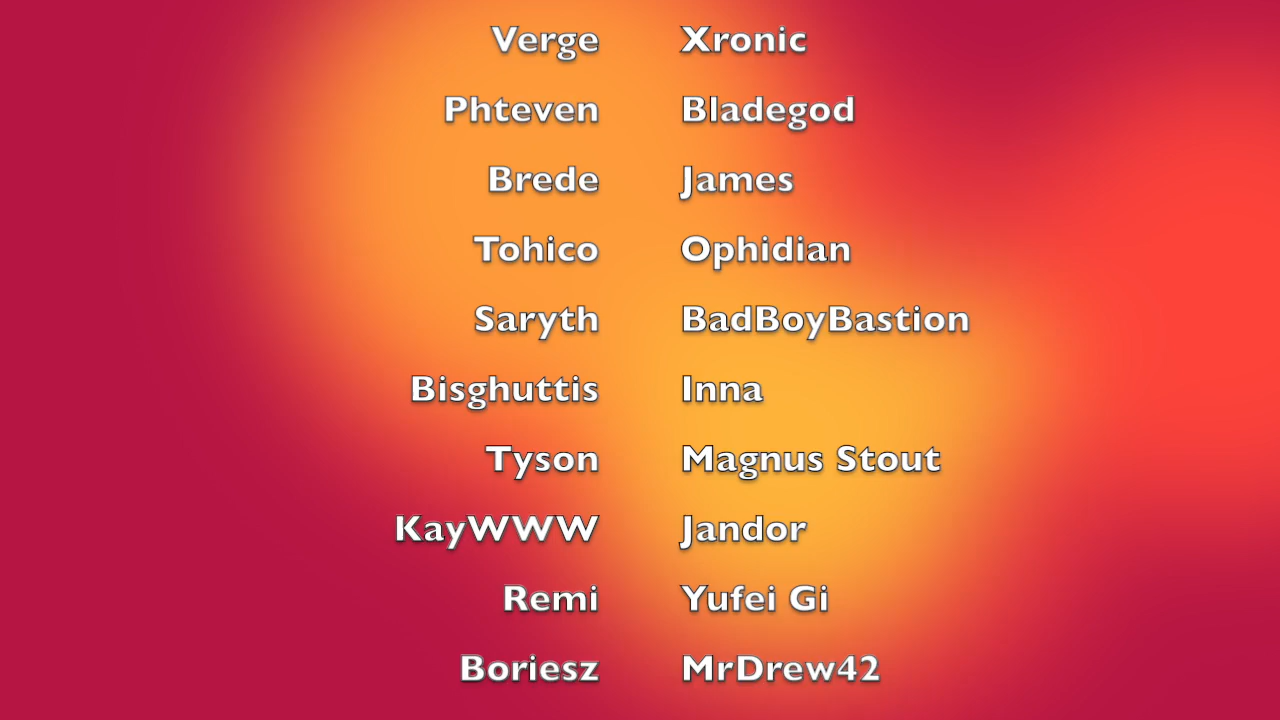 Verge Xronic
Phteven Bladegod
Brede James
Tohico Ophidian
Saryth BadBoyBastion
Bisghuttis Inna
Tyson Magnus Stout
KayWWW Jandor
Remi Yufei Gi
Boriesz MrDrew42